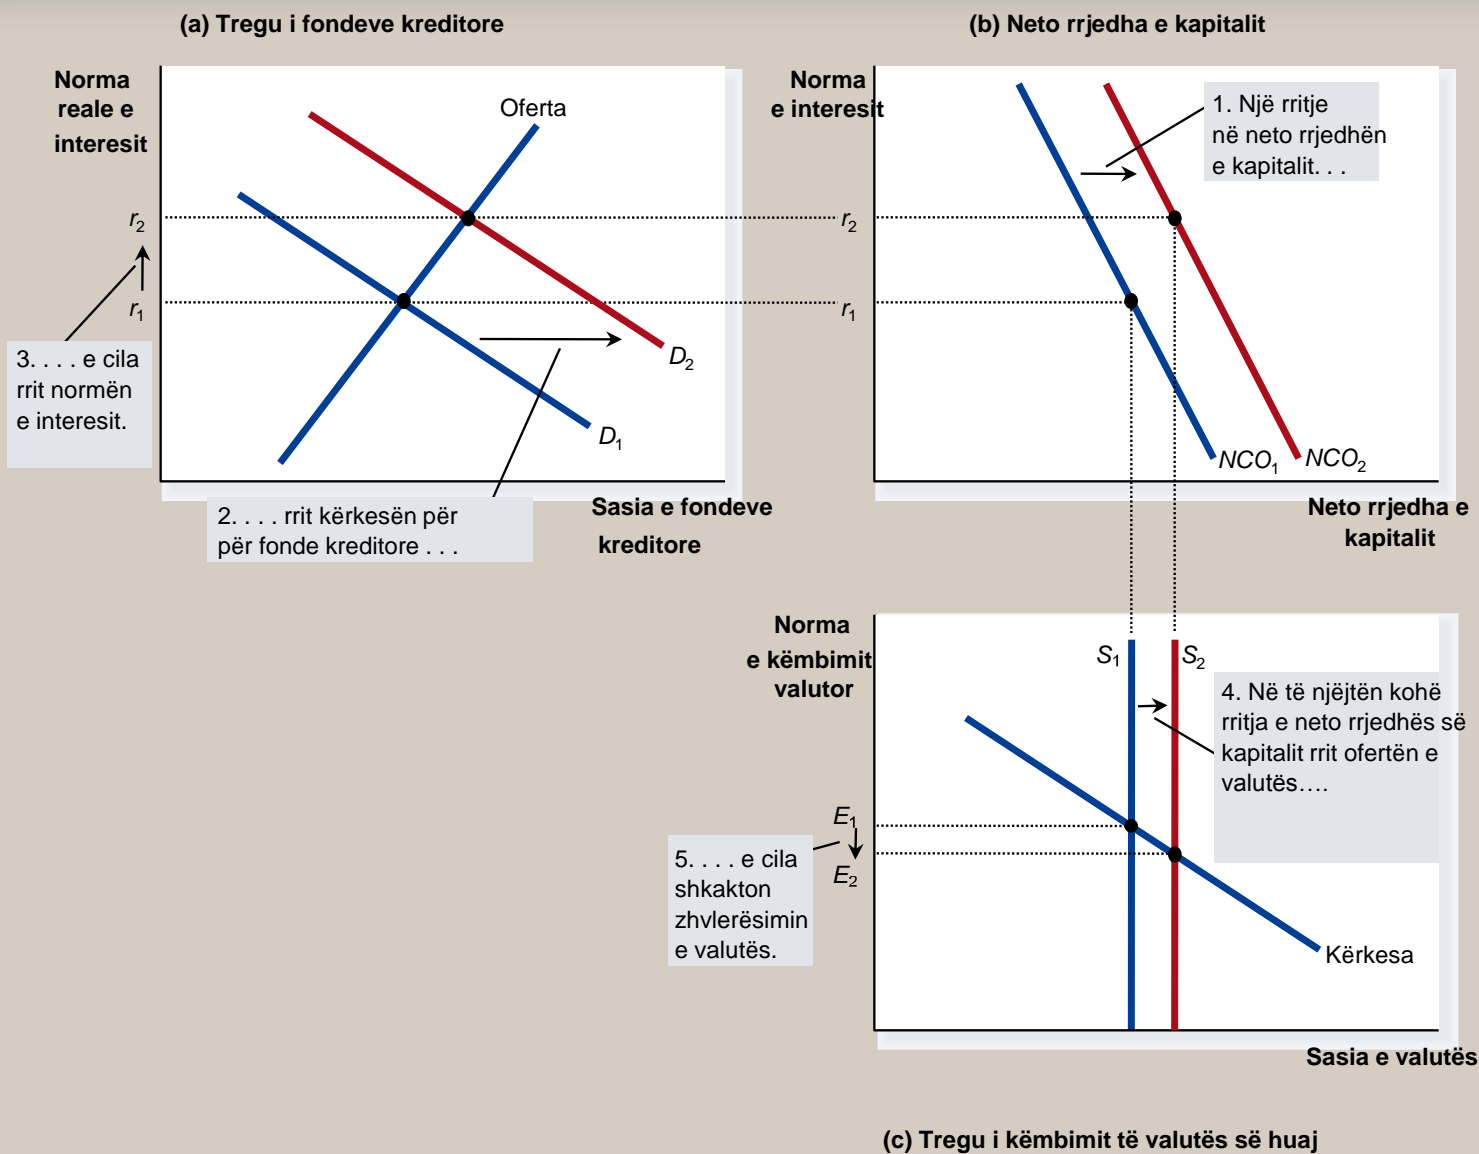 (a) Tregu i fondeve kreditore
Norma
reale e
interesit
Oferta
r2
r1
3. . . . e cila
rrit normën
e interesit.
D2
D1
2. . . . rrit kërkesën për
për fonde kreditore . . .
Sasia e fondeve
kreditore
(b) Neto rrjedha e kapitalit
Norma
e interesit
1. Një rritje
në neto rrjedhën
e kapitalit. . .
r2
r1
NCO1
NCO2
Neto rrjedha e
kapitalit
Norma
e këmbimit
valutor
S1
S2
4. Në të njëjtën kohë
rritja e neto rrjedhës së
kapitalit rrit ofertën e
valutës….
E1
E2
5. . . . e cila
shkakton
zhvlerësimin
e valutës.
Kërkesa
Sasia e valutës
(c) Tregu i këmbimit të valutës së huaj